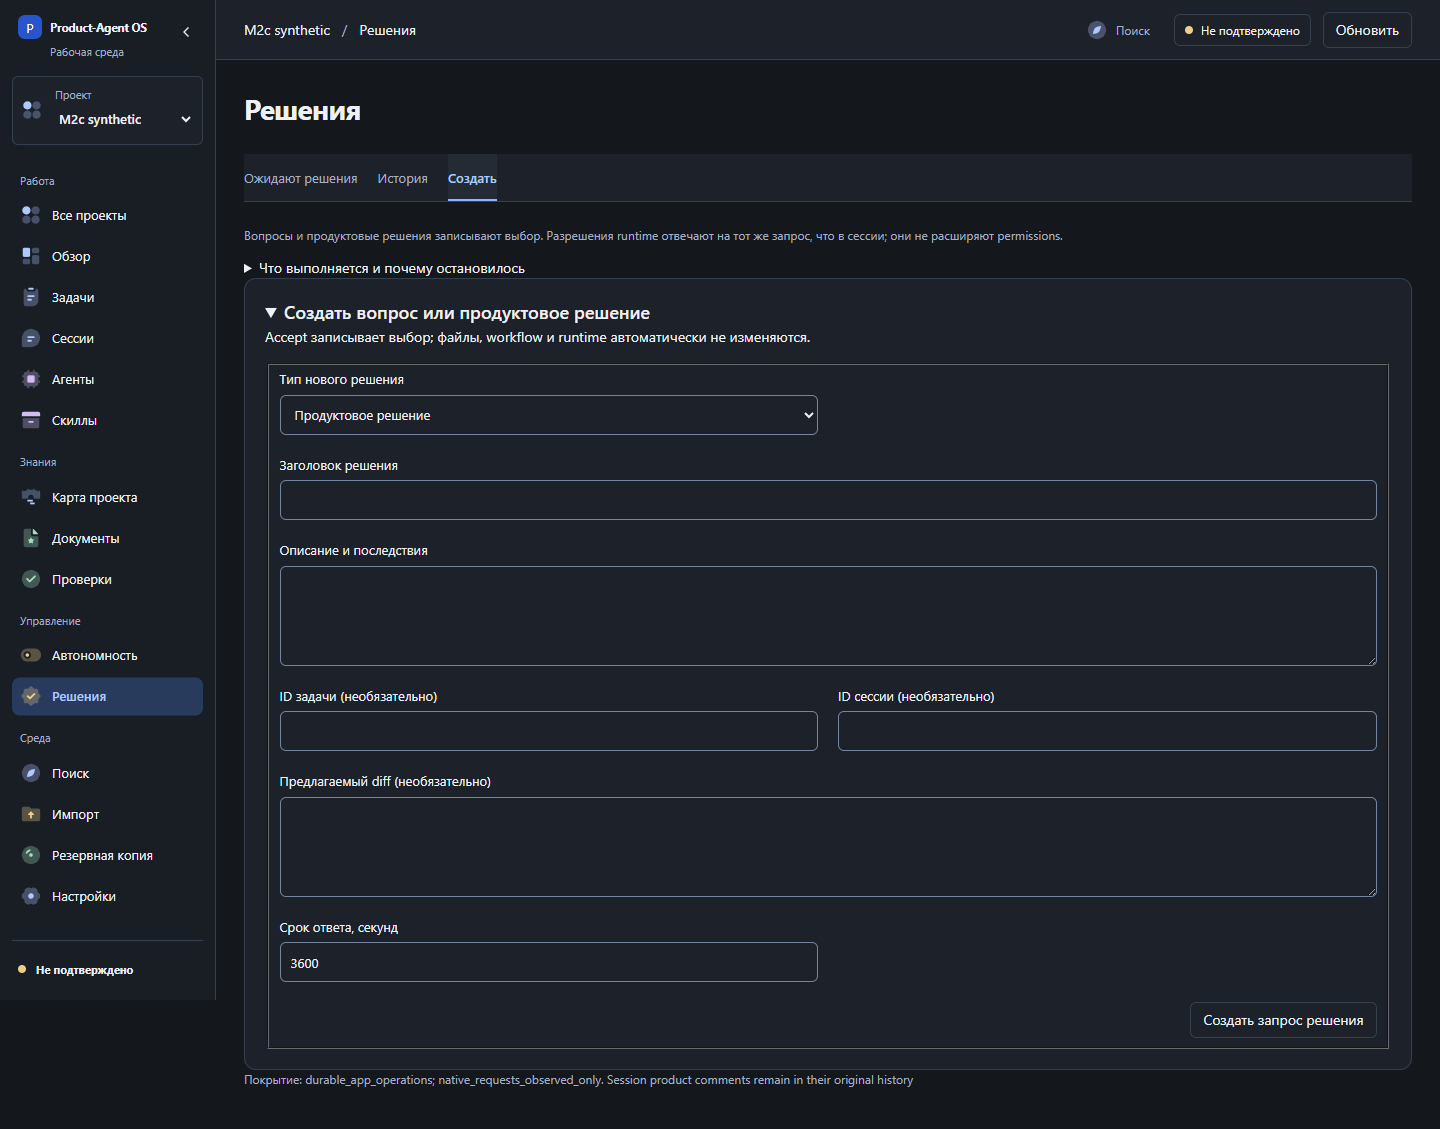 P
Product-Agent OS
Рабочая среда
Проект
M2c synthetic
Работа
Все проекты
Обзор
Задачи
Сессии
Агенты
Скиллы
Знания
Карта проекта
Документы
Проверки
Управление
Автономность
Решения
Среда
Поиск
Импорт
Резервная копия
Настройки
Не подтверждено
M2c synthetic / Решения
Поиск
Не подтверждено
Обновить
Решения
Ожидают решения История Создать
Вопросы и продуктовые решения записывают выбор. Разрешения runtime отвечают на тот же запрос, что в сессии; они не расширяют permissions.
Что выполняется и почему остановилось
Создать вопрос или продуктовое решение
Accept записывает выбор; файлы, workflow и runtime автоматически не изменяются.
Тип нового решения
Продуктовое решение
Заголовок решения
Описание и последствия
ID задачи (необязательно) ID сессии (необязательно)
Предлагаемый diff (необязательно)
Срок ответа, секунд
3600
Создать запрос решения
Покрытие: durable_app_operations; native_requests_observed_only. Session product comments remain in their original history